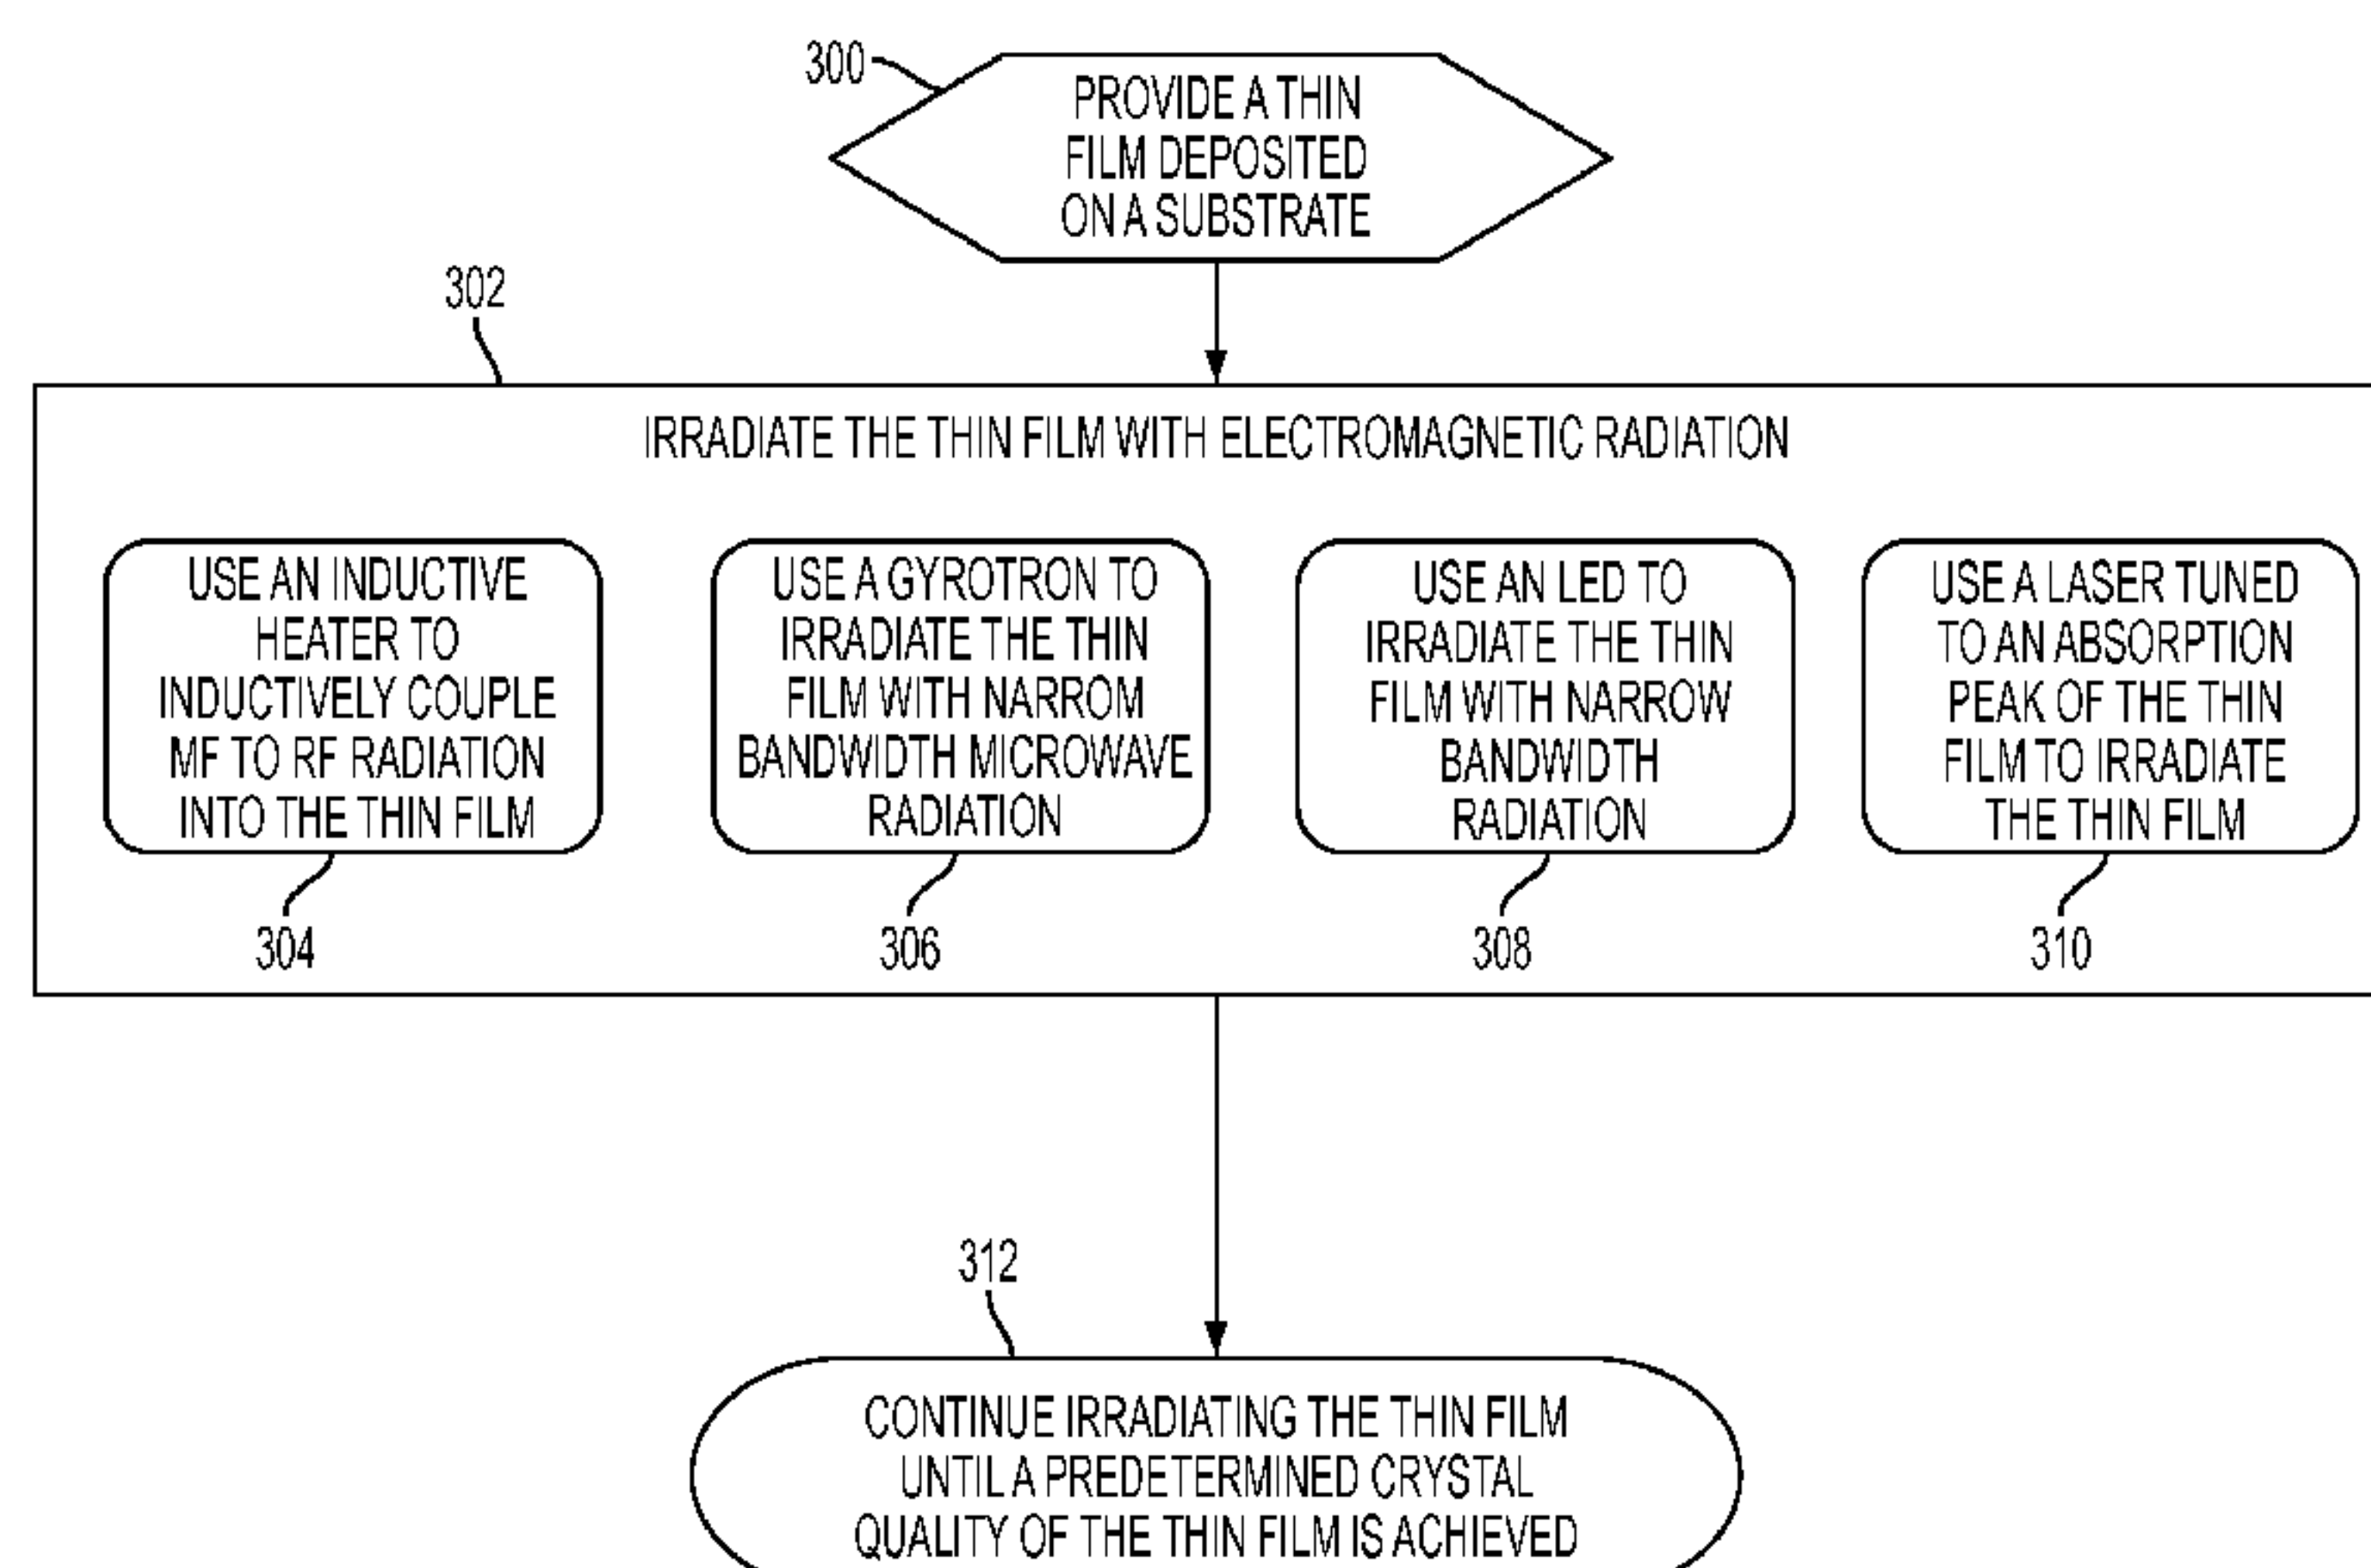 300
PROVIDE A THIN
FILM DEPOSITED
ON A SUBSTRATE
302
IRRADIATE THE THIN FILM WITH ELECTROMAGNETIC RADIATION
USE AN INDUCTIVE
HEATER TO
INDUCTIVELY COUPLE
MF TO RF RADIATION
INTO THE THIN FILM
304
USE A GYROTRON TO
IRRADIATE THE THIN
FILM WITH NARROM
BANDWIDTH MICROWAVE
RADIATION
306
USE AN LED TO
IRRADIATE THE THIN
FILM WITH NARROW
BANDWIDTH
RADIATION
308
USE A LASER TUNED
TO AN ABSORPTION
PEAK OF THE THIN
FILM TO IRRADIATE
THE THIN FILM
310
312
CONTINUE IRRADIATING THE THIN FILM
UNTIL A PREDETERMINED CRYSTAL
QUALITY OF THE THIN FILM IS ACHIEVED